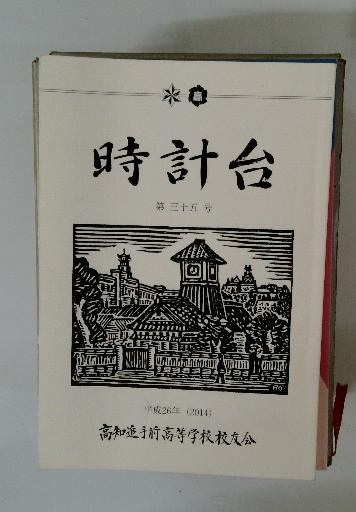 時計台
第三十五号
平成26年 (2014)
高知追手前高等学校校友会